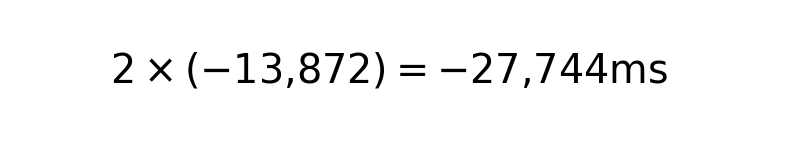 2 × (−13,872) = −27,744ms